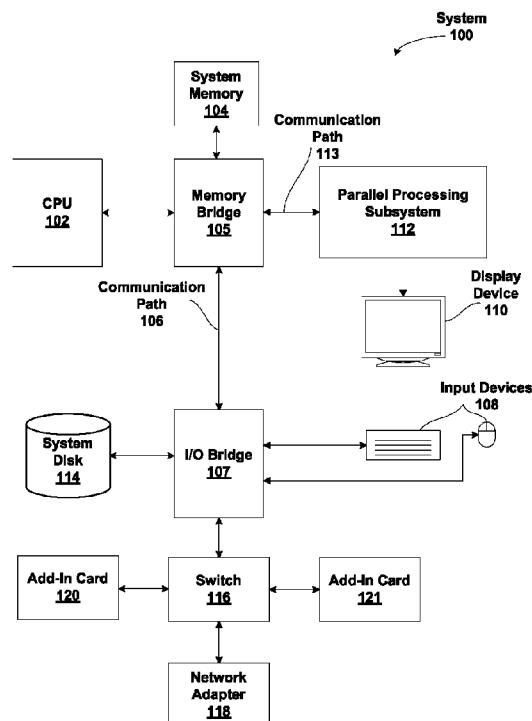 System
100
System
Memory
104
Communication
Path
113
CPU
102
Memory
Bridge
105
Parallel Processing
Subsystem
112
Communication
Path
106
Display
Device
110
Input Devices
108
System
Disk
114
I/O Bridge
107
Add-In Card
120
Switch
116
Add-In Card
121
Network
Adapter
118